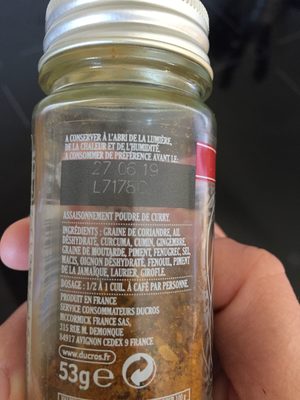 A CONSERVER À L'ABRI DE LA LUMIÈRE,
DE LA CHALEUR ET DE L'HUMIDITÉ.
A CONSOMMER DE PRÉFÉRENCE AVANT LE:
27 06 19
L7178C
ASSAISONNEMENT POUDRE DE CURRY.
INGRÉDIENTS : GRAINE DE CORIANDRE, AIL
DÉSHYDRATÉ, CURCUMA, CUMIN, GINGEMBRE,
GRAINE DE MOUTARDE, PIMENT, FENUGREC, SEL,
MACIS, OIGNON DÉSHYDRATÉ, FENOUIL, PIMENT
DE LA JAMAÏQUE, LAURIER, GIROFLE.
DOSAGE : 1/2 À 1 CUIL. À CAFÉ PAR PERSONNE.
PRODUIT EN FRANCE
SERVICE CONSOMMATEURS DUCROS
MCCORMICK FRANCE SAS,
315 RUE M. DEMONQUE
84917 AVIGNON CEDEX 9 FRANCE
www.ducros.fr
53g e